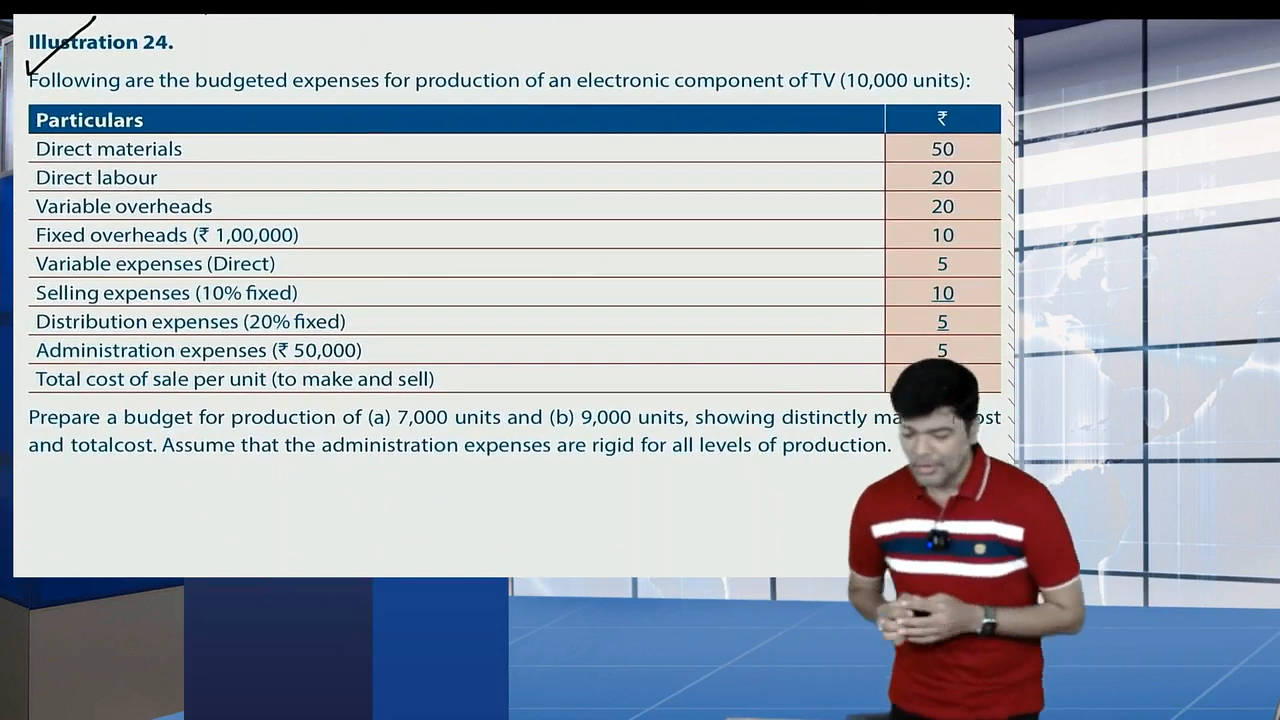 Illustration 24.
Following are the budgeted expenses for production of an electronic component of TV (10,000 units):
Particulars ₹
Direct materials 50
Direct labour 20
Variable overheads 20
Fixed overheads (₹ 1,00,000) 10
Variable expenses (Direct) 5
Selling expenses (10% fixed) 10
Distribution expenses (20% fixed) 5
Administration expenses (₹ 50,000) 5
Total cost of sale per unit (to make and sell)
Prepare a budget for production of (a) 7,000 units and (b) 9,000 units, showing distinctly
and totalcost. Assume that the administration expenses are rigid for all levels of production.